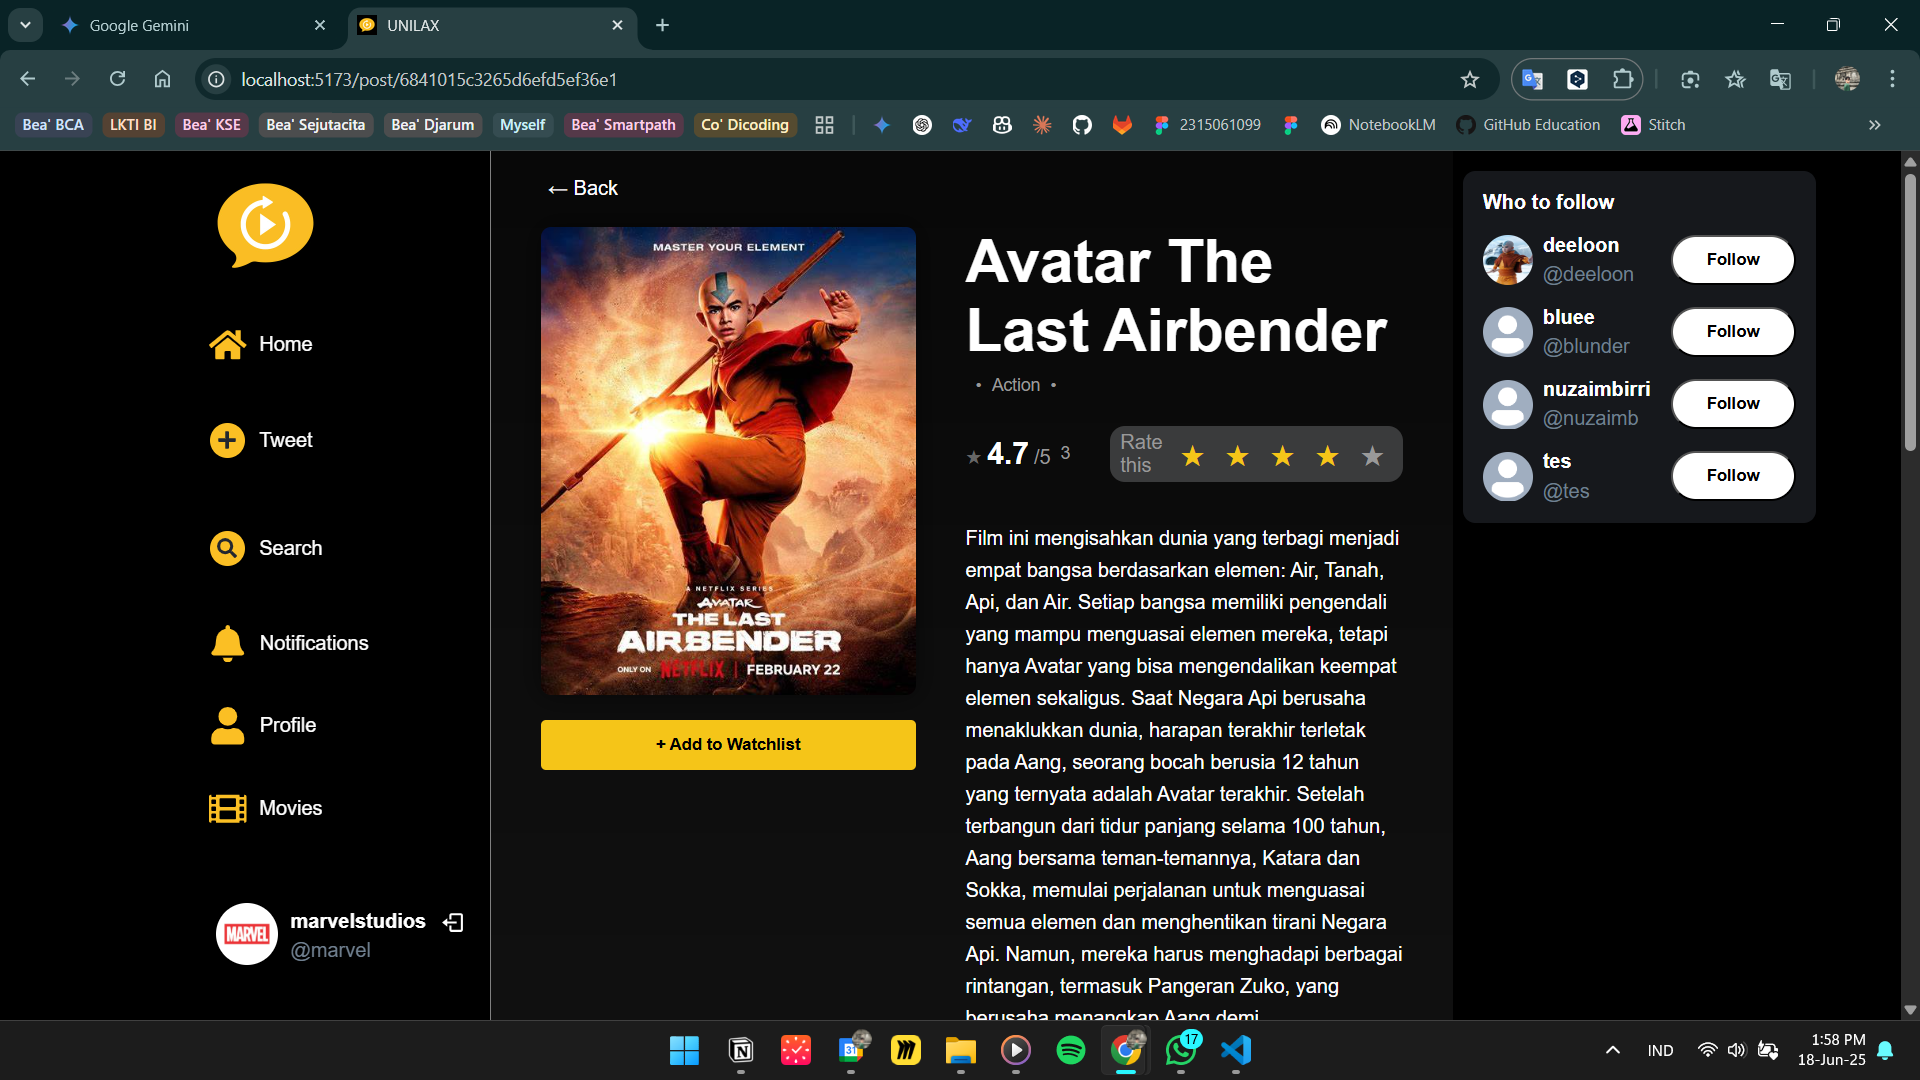 Google Gemini
UNILAX
localhost:5173/post/6841015c3265d6efd5ef36e1
Bea' BCA
LKTI BI
Bea' KSE
Bea' Sejutacita
Bea' Djarum
Myself
Bea' Smartpath
Co' Dicoding
2315061099
NotebookLM
GitHub Education
Stitch
Home
Tweet
Search
Notifications
Profile
Movies
MARVEL
marvelstudios
@marvel
← Back
MASTER YOUR ELEMENT
A NETFLIX SERIES
AVATAR
THE LAST
AIRBENDER
ONLY ON NETFLIX | FEBRUARY 22
+ Add to Watchlist
Avatar The
Last Airbender
• Action •
4.7 /5 3
Rate
this
Film ini mengisahkan dunia yang terbagi menjadi
empat bangsa berdasarkan elemen: Air, Tanah,
Api, dan Air. Setiap bangsa memiliki pengendali
yang mampu menguasai elemen mereka, tetapi
hanya Avatar yang bisa mengendalikan keempat
elemen sekaligus. Saat Negara Api berusaha
menaklukkan dunia, harapan terakhir terletak
pada Aang, seorang bocah berusia 12 tahun
yang ternyata adalah Avatar terakhir. Setelah
terbangun dari tidur panjang selama 100 tahun,
Aang bersama teman-temannya, Katara dan
Sokka, memulai perjalanan untuk menguasai
semua elemen dan menghentikan tirani Negara
Api. Namun, mereka harus menghadapi berbagai
rintangan, termasuk Pangeran Zuko, yang
berusaha menangkap Aang demi
Who to follow
deeloon
@deeloon
Follow
bluee
@blunder
Follow
nuzaimbirri
@nuzaimb
Follow
tes
@tes
Follow
31
17
IND
1:58 PM
18-Jun-25